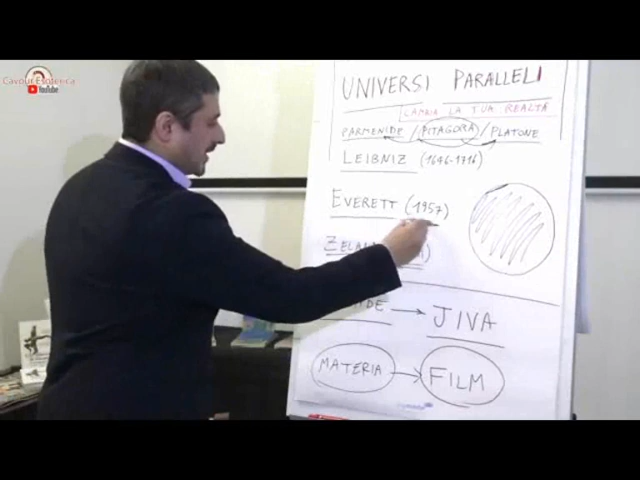 Cavour Esoterica
YouTube
UNIVERSI PARALLELI
CAMBIA LA TUA REALTÀ
PARMENIDE / PITAGORA / PLATONE
LEIBNIZ (1646-1716)
EVERETT (1957)
JIVA
MATERIA → FILM